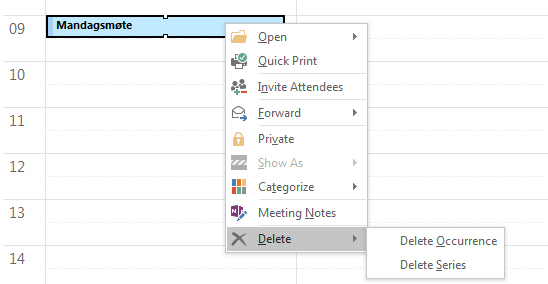 09
Mandagsmøte
Open
Quick Print
10
Invite Attendees
11
Forward
Private
12
Show As
Categorize
13
Meeting Notes
Delete
Delete Occurrence
14
Delete Series